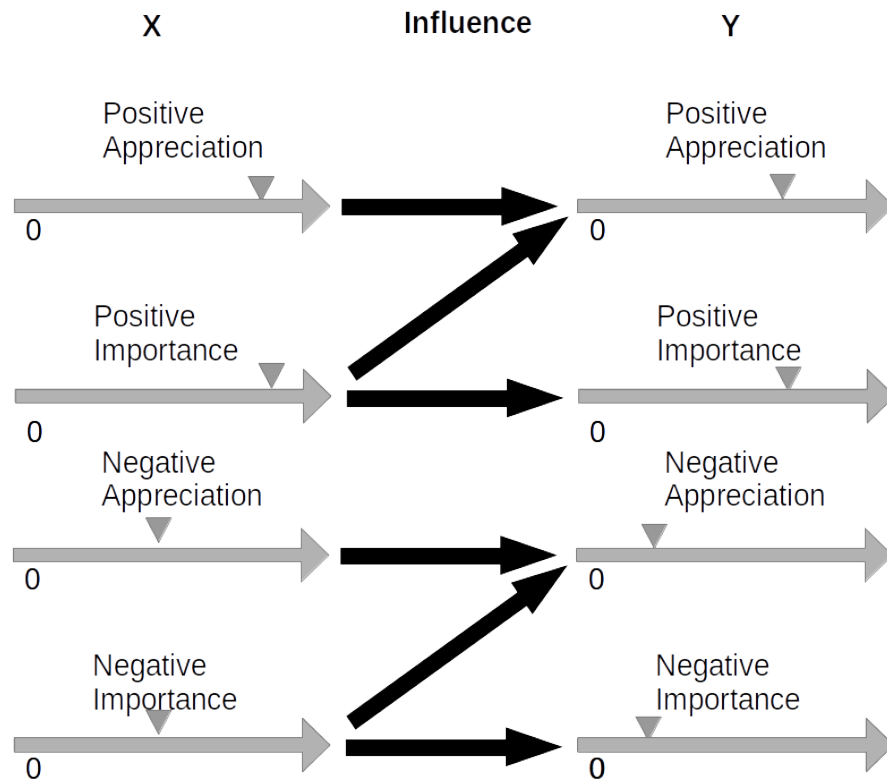 X Influence Y
Positive Positive
Appreciation Appreciation
0 0
Positive Positive
Importance Importance
0 0
Negative Negative
Appreciation Appreciation
0 0
Negative Negative
Importance Importance
0 0